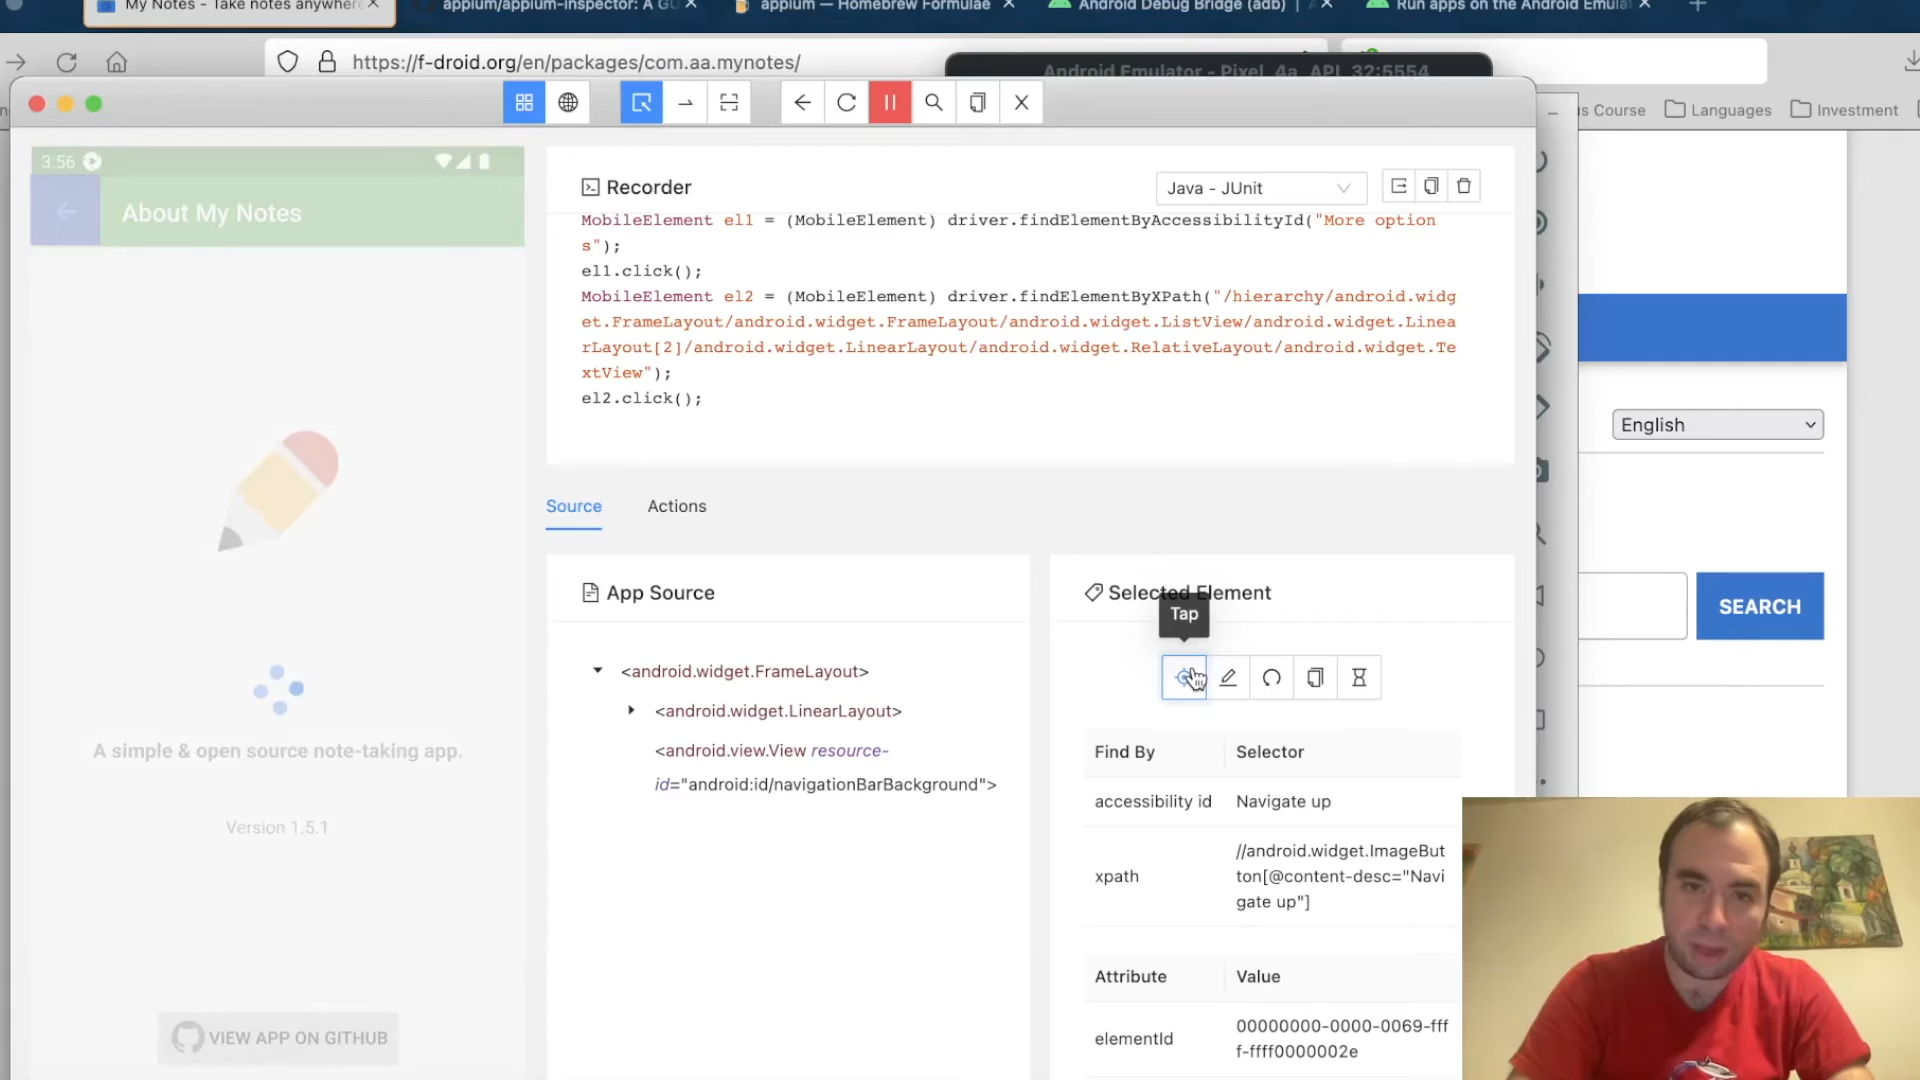 My Notes - Take notes anywhere
appium/appium-inspector: A GU
appium — Homebrew Formulae
Android Debug Bridge (adb) |
Run apps on the Android Emula
https://f-droid.org/en/packages/com.aa.mynotes/
Android Emulator - Pixel_4a_API_32:5554
s Course
Languages
Investment
3:56
About My Notes
Recorder
Java - JUnit
MobileElement el1 = (MobileElement) driver.findElementByAccessibilityId("More option
s");
el1.click();
MobileElement el2 = (MobileElement) driver.findElementByXPath("/hierarchy/android.widg
et.FrameLayout/android.widget.FrameLayout/android.widget.ListView/android.widget.Linea
rLayout[2]/android.widget.LinearLayout/android.widget.RelativeLayout/android.widget.Te
xtView");
el2.click();
English
Source
Actions
App Source
Selected Element
Tap
SEARCH
<android.widget.FrameLayout>
<android.widget.LinearLayout>
<android.view.View resource-
id="android:id/navigationBarBackground">
A simple & open source note-taking app.
Version 1.5.1
VIEW APP ON GITHUB
Find By
Selector
accessibility id
Navigate up
xpath
//android.widget.ImageBut
ton[@content-desc="Navi
gate up"]
Attribute
Value
elementId
00000000-0000-0069-fff
f-ffff0000002e